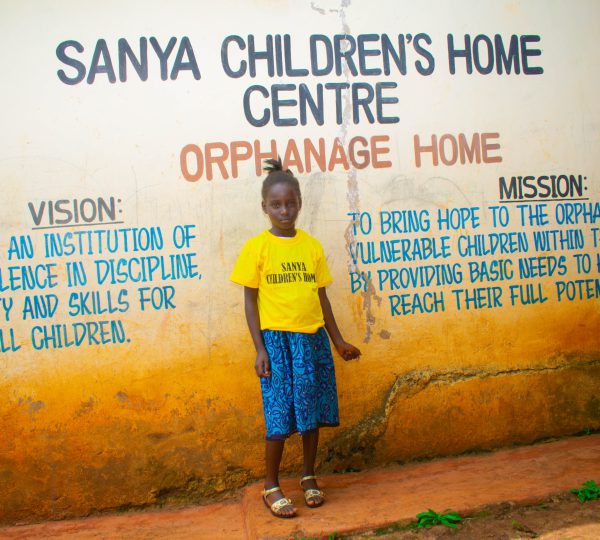 SANYA CHILDREN'S HOME
CENTRE
ORPHANAGE HOME
VISION:
AN INSTITUTION OF
LENCE IN DISCIPLINE,
TY AND SKILLS FOR
LL CHILDREN.
MISSION:
TO BRING HOPE TO THE ORPHA
VULNERABLE CHILDREN WITHIN T
BY PROVIDING BASIC NEEDS TO
REACH THEIR FULL POTEN
SANYA
CHILDREN'S HOM